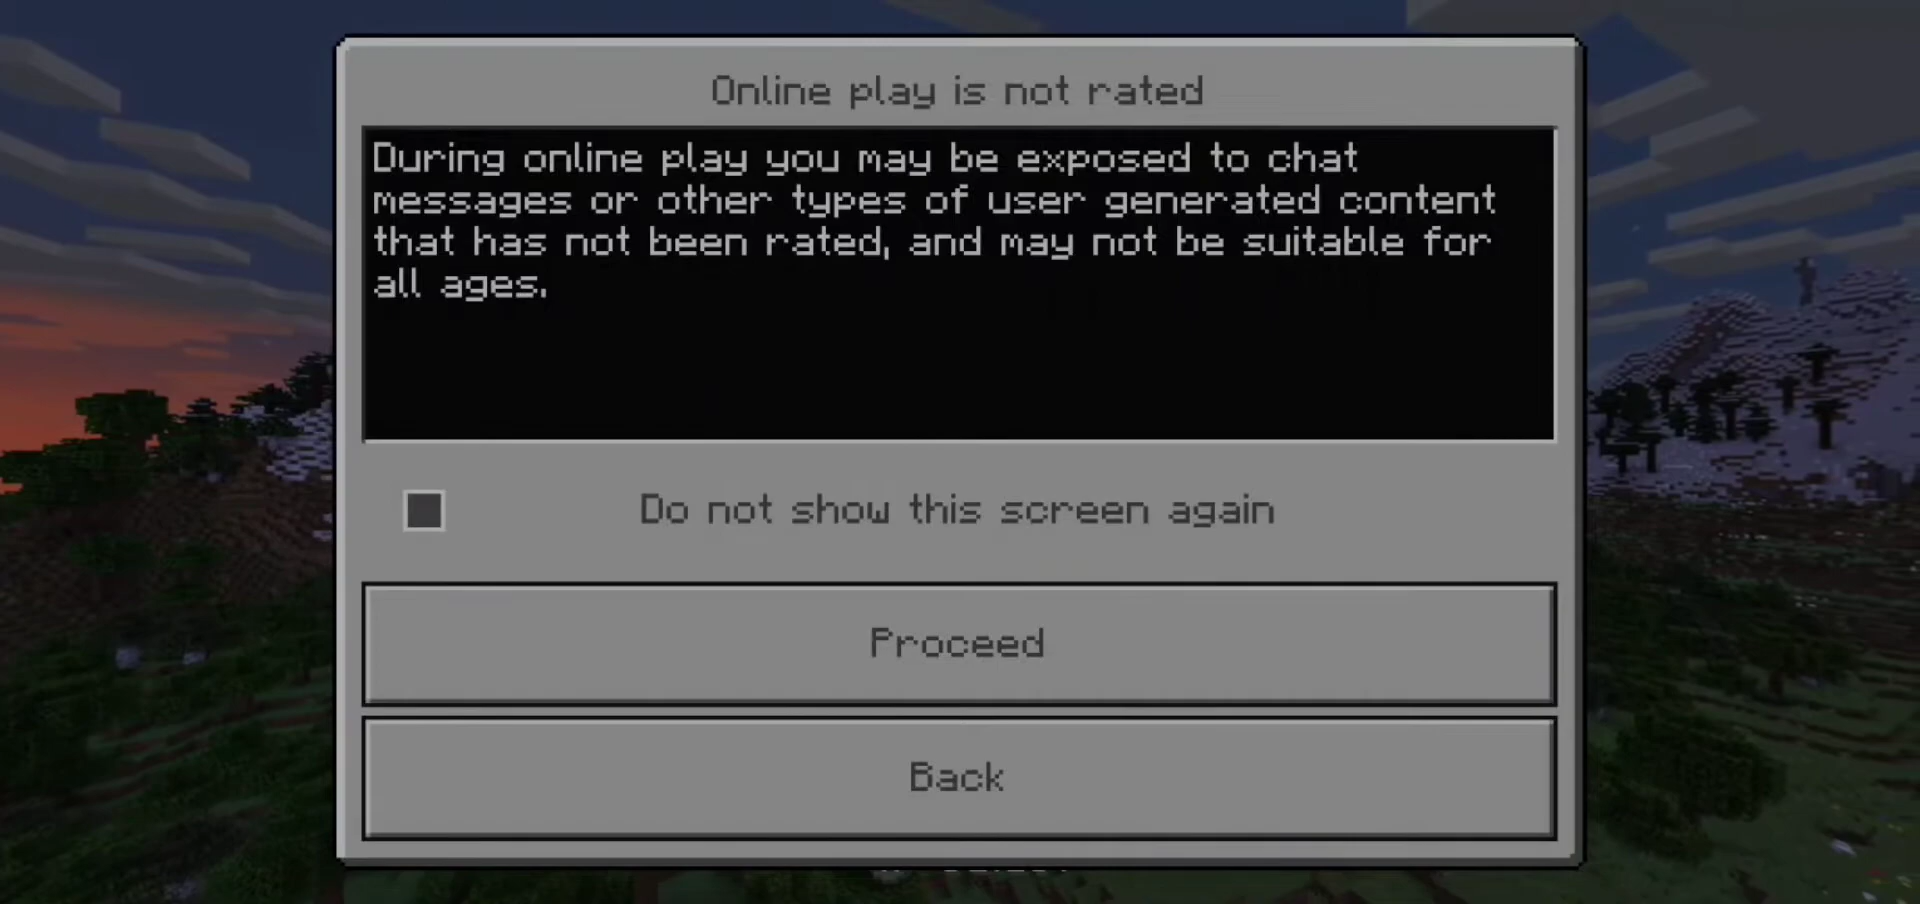 Online play is not rated
During online play you may be exposed to chat
messages or other types of user generated content
that has not been rated, and may not be suitable for
all ages.
Do not show this screen again
Proceed
Back